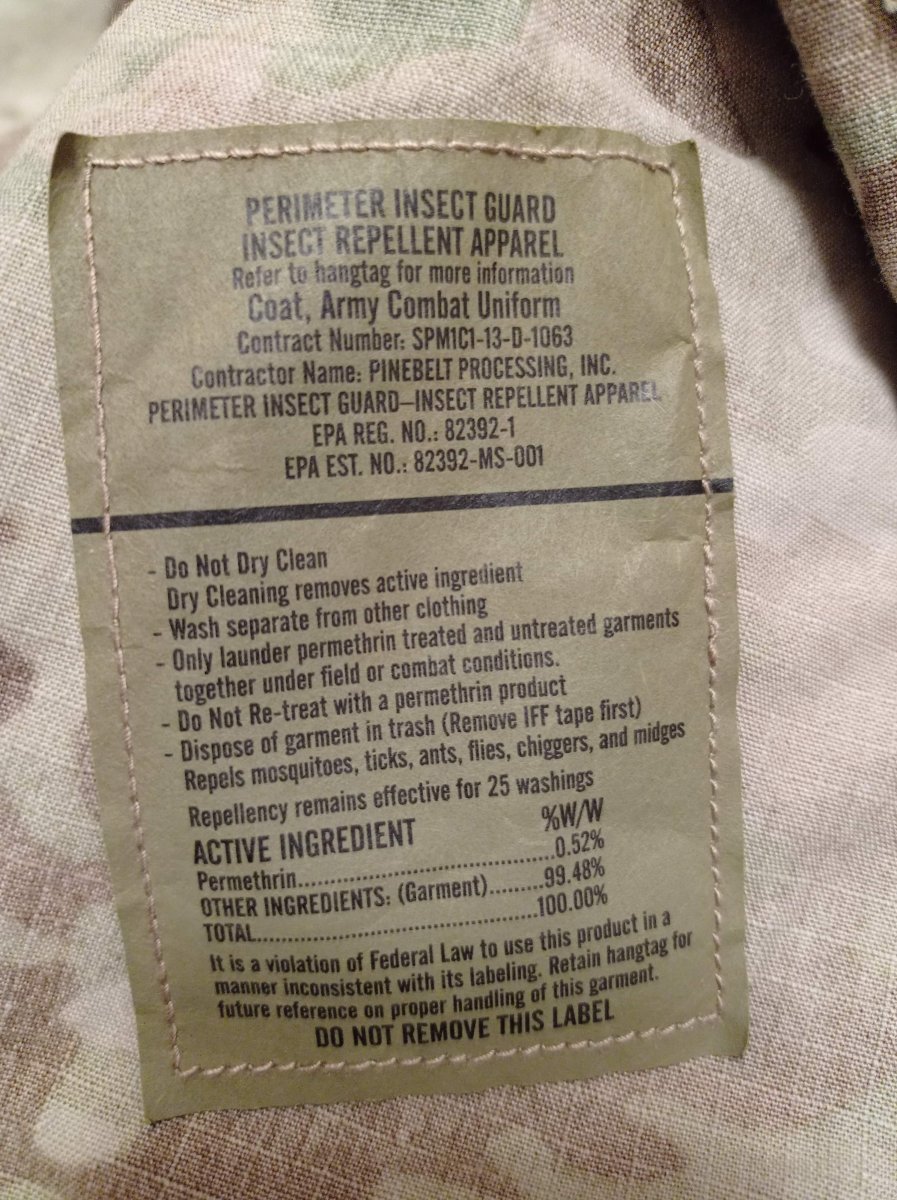 PERIMETER INSECT GUARD
INSECT REPELLENT APPAREL
Refer to hangtag for more information
Coat, Army Combat Uniform
Contract Number: SPM1C1-13-D-1063
Contractor Name: PINEBELT PROCESSING, INC.
PERIMETER INSECT GUARD–INSECT REPELLENT APPAREL
EPA REG. NO.: 82392-1
EPA EST. NO.: 82392-MS-001
- Do Not Dry Clean
Dry Cleaning removes active ingredient
- Wash separate from other clothing
- Only launder permethrin treated and untreated garments
together under field or combat conditions.
- Do Not Re-treat with a permethrin product
- Dispose of garment in trash (Remove IFF tape first)
Repels mosquitoes, ticks, ants, flies, chiggers, and midges
Repellency remains effective for 25 washings
ACTIVE INGREDIENT %W/W
Permethrin..........................................0.52%
OTHER INGREDIENTS: (Garment).........99.48%
TOTAL..............................................100.00%
It is a violation of Federal Law to use this product in a
manner inconsistent with its labeling. Retain hangtag for
future reference on proper handling of this garment.
DO NOT REMOVE THIS LABEL